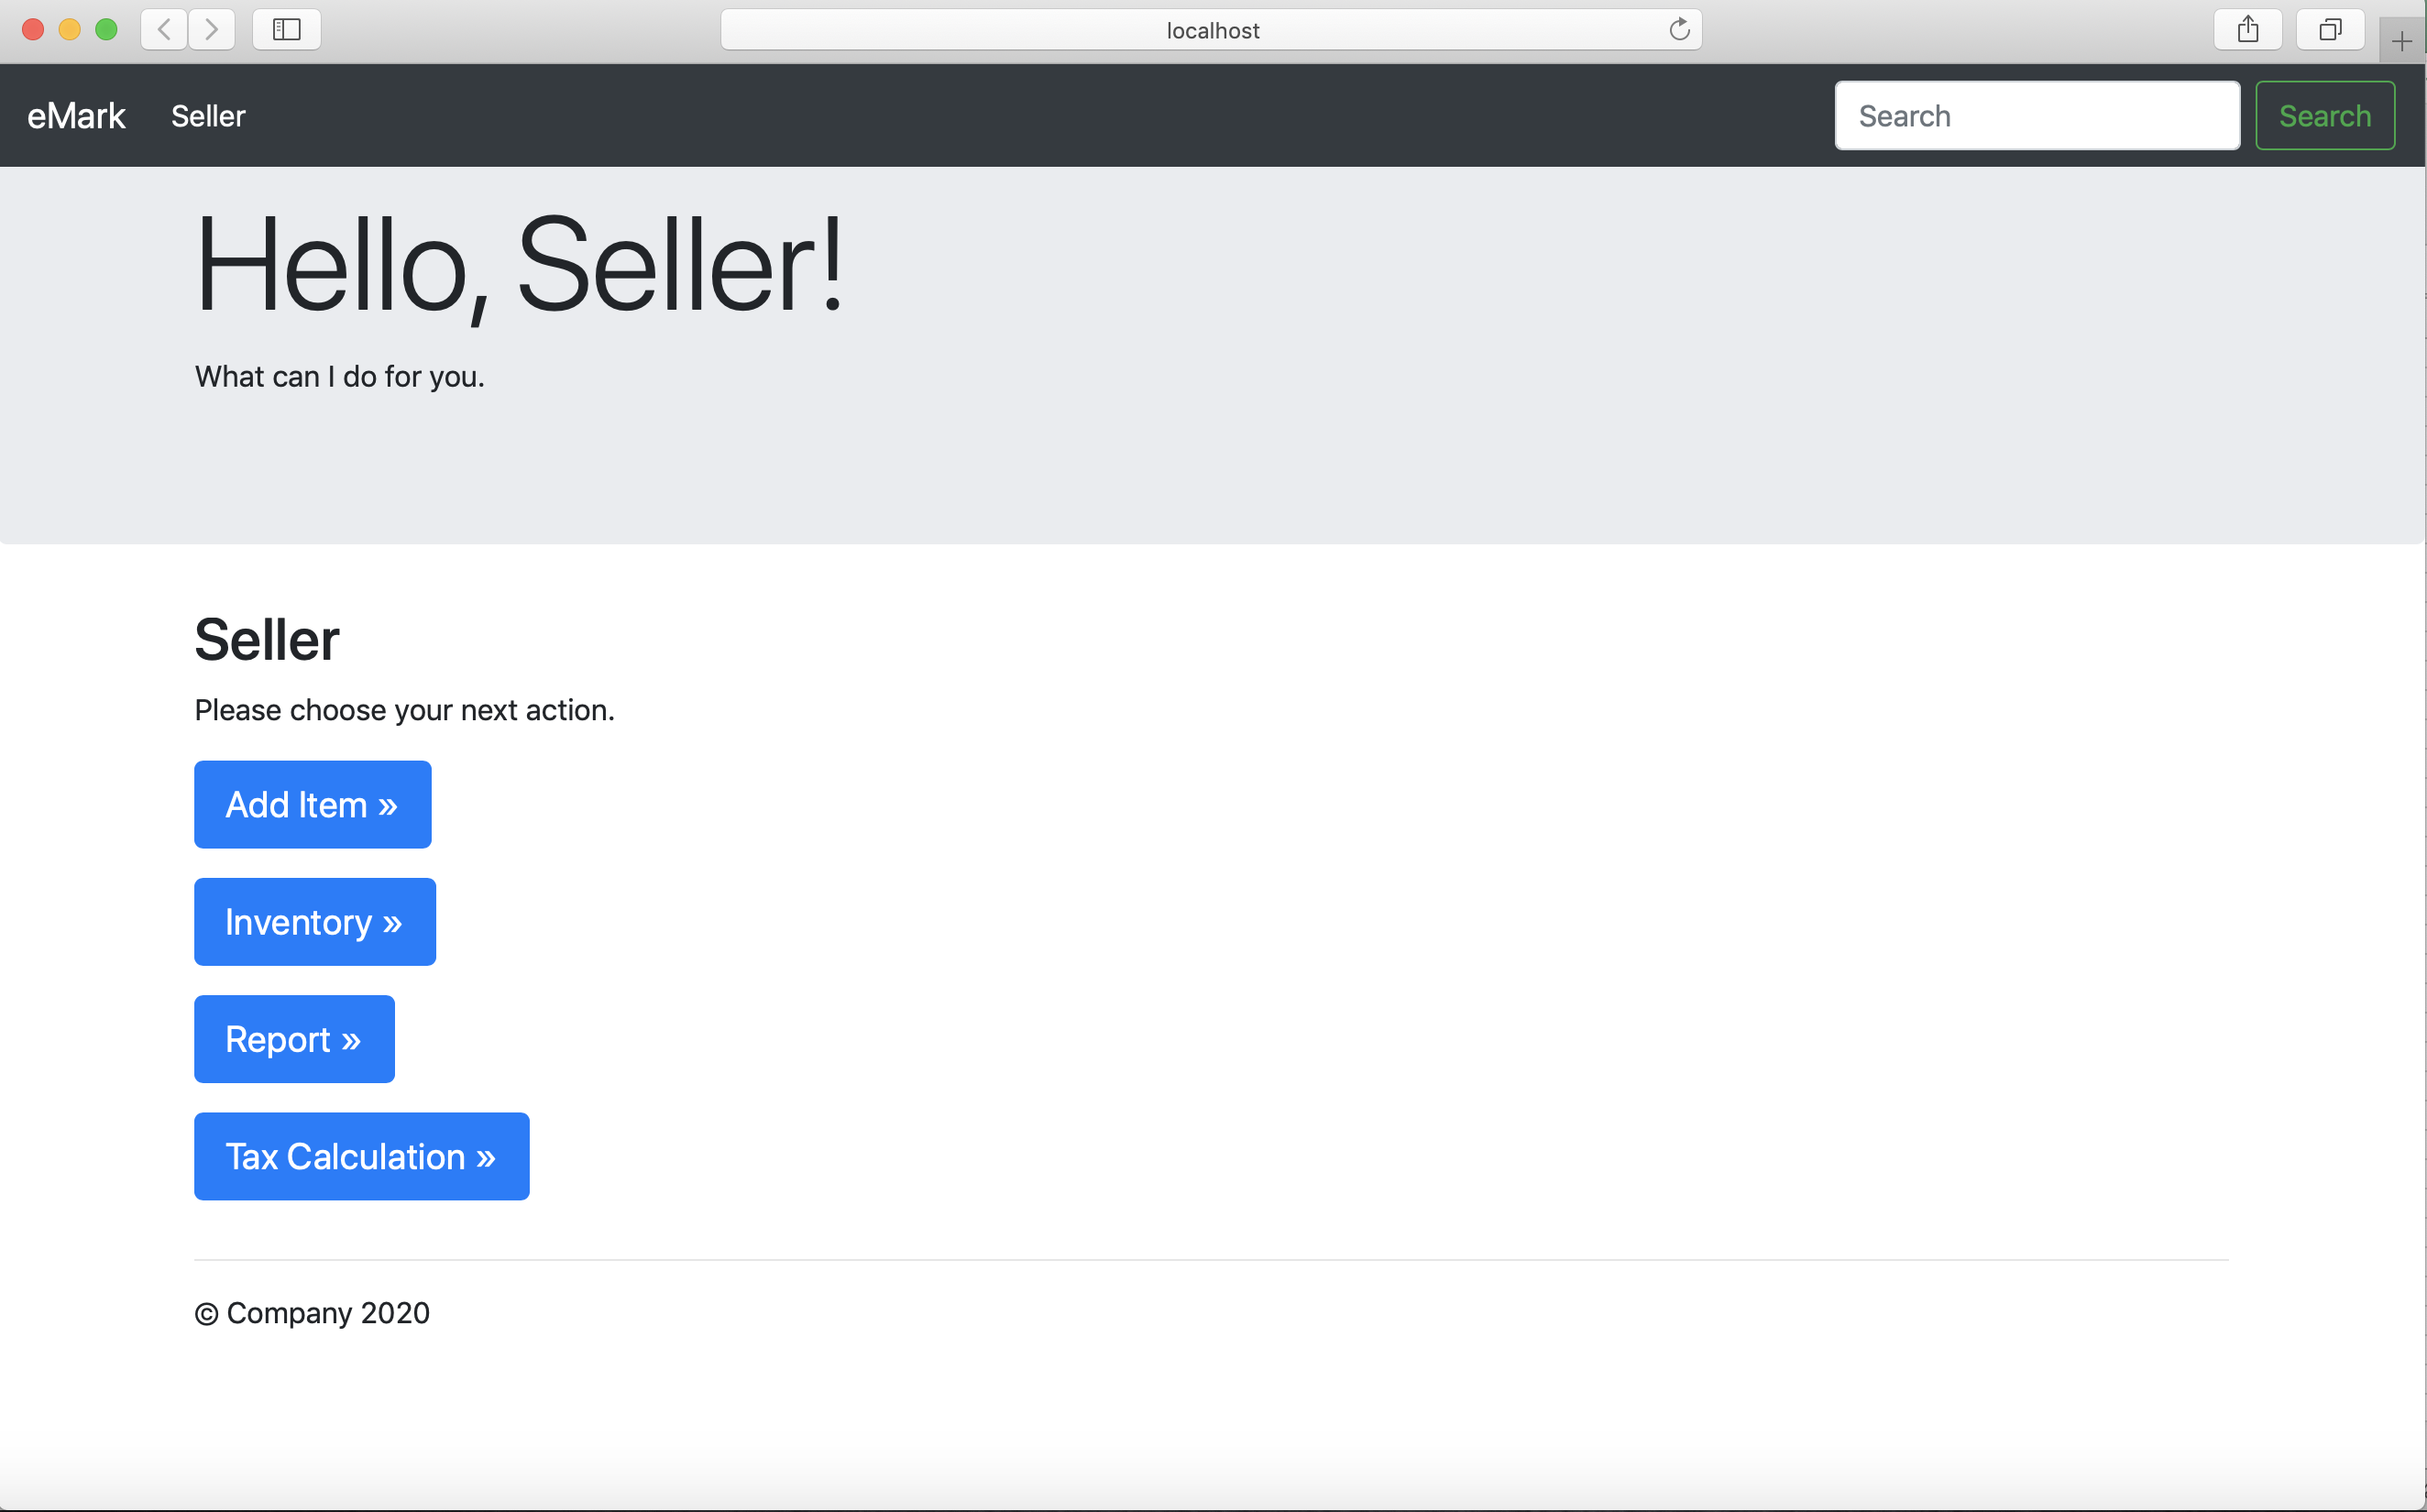 localhost
eMark Seller Search Search
Hello, Seller!
What can I do for you.
Seller
Please choose your next action.
Add Item »
Inventory »
Report »
Tax Calculation »
© Company 2020